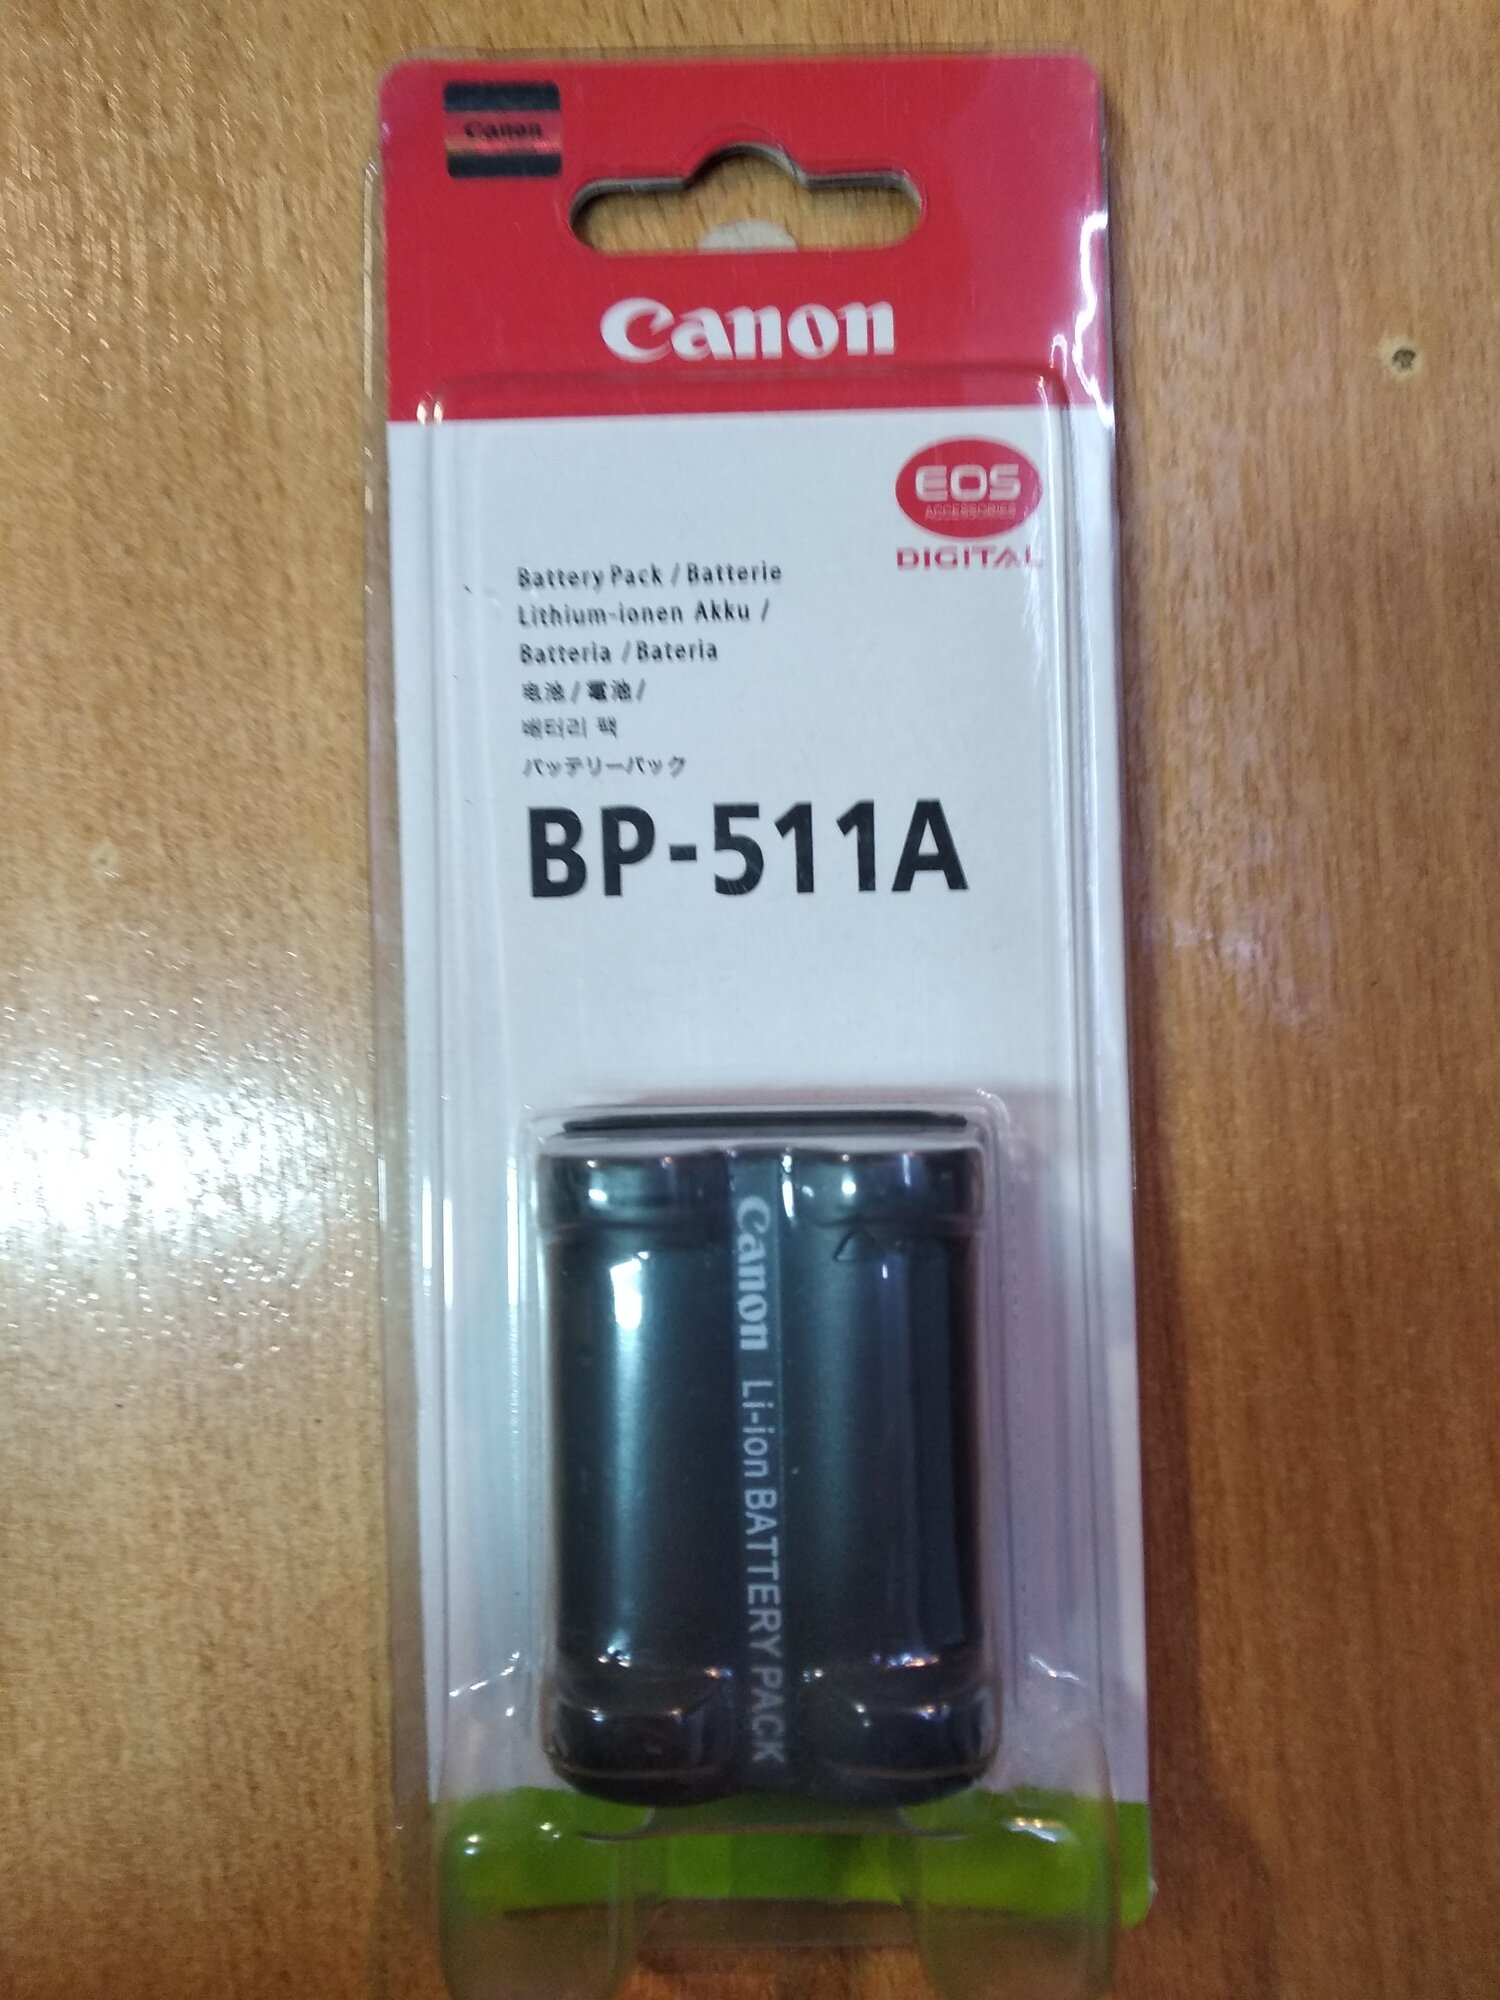 Canon
Canon
EOS
ACCESSORIES
DIGITAL
Battery Pack / Batterie
Lithium-ionen Akku /
Batteria / Bateria
电池 / 電池 /
배터리 팩
バッテリーパック
BP-511A
Canon Li-ion BATTERY PACK